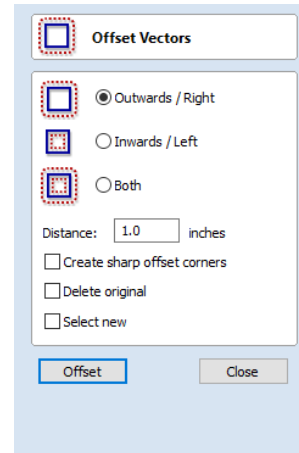 Offset Vectors
Outwards / Right
Inwards / Left
Both
Distance: 1.0 inches
Create sharp offset corners
Delete original
Select new
Offset Close